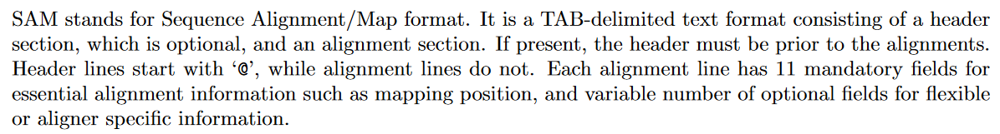 SAM stands for Sequence Alignment/Map format. It is a TAB-delimited text format consisting of a header
section, which is optional, and an alignment section. If present, the header must be prior to the alignments.
Header lines start with ‘@’, while alignment lines do not. Each alignment line has 11 mandatory fields for
essential alignment information such as mapping position, and variable number of optional fields for flexible
or aligner specific information.